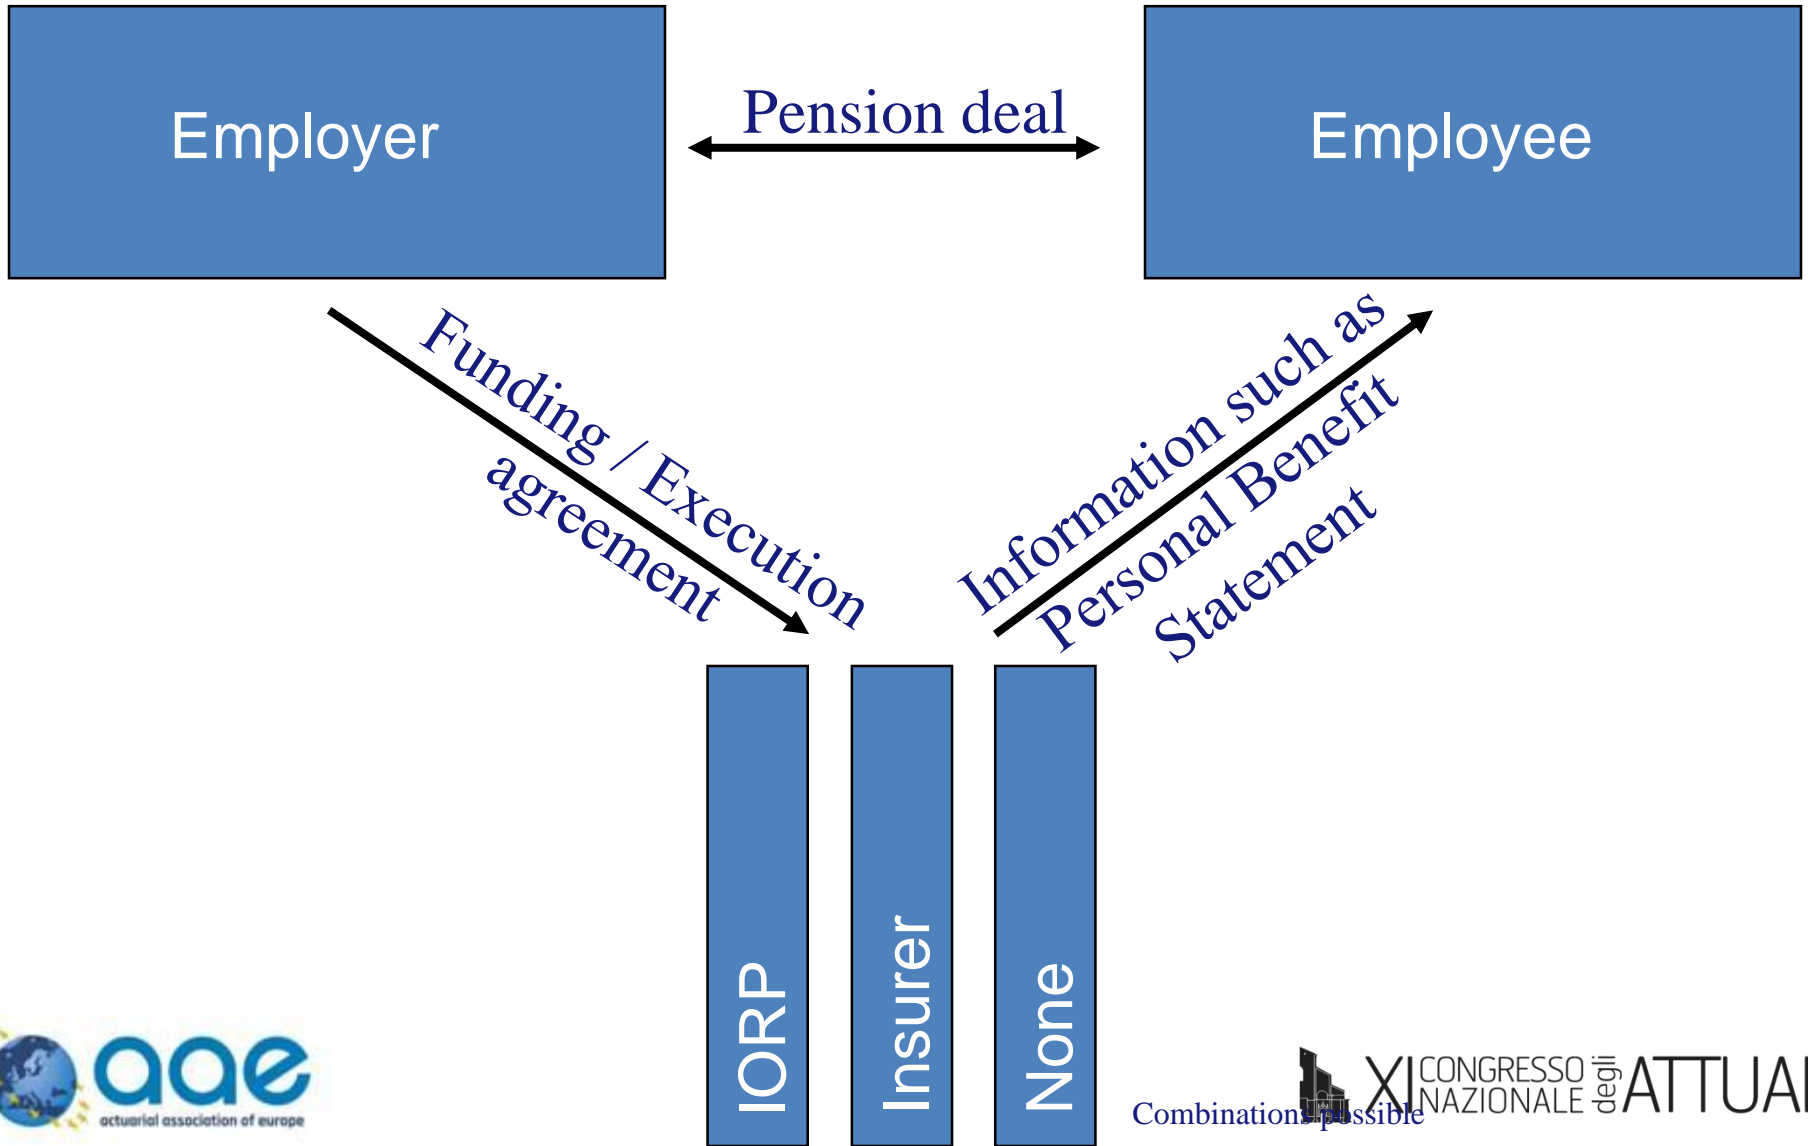 Employer
Pension deal
Employee
Funding / Execution
agreement
Information such as
Personal Benefit
Statement
IORP
Insurer
None
aae
actuarial association of europe
Combinations possible
XI CONGRESSO
NAZIONALE
degli
ATTUA